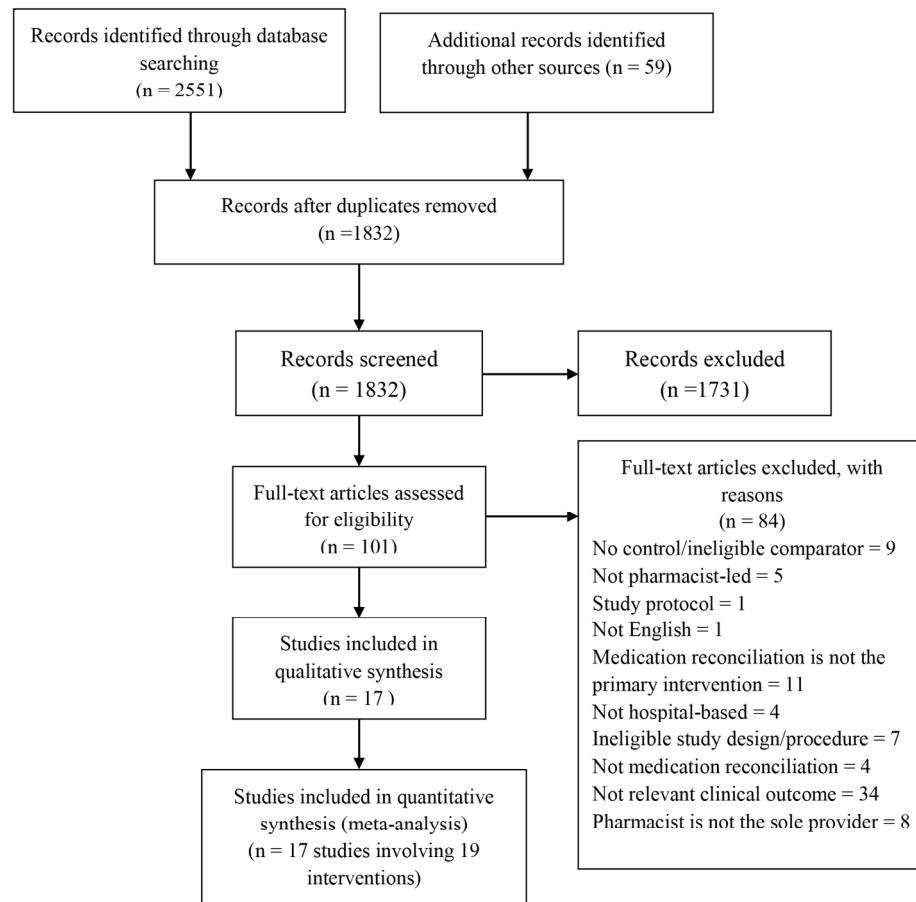 Records identified through database
searching
(n = 2551)
Additional records identified
through other sources (n = 59)
Records after duplicates removed
(n =1832)
Records screened
(n = 1832)
Records excluded
(n =1731)
Full-text articles assessed
for eligibility
(n = 101)
Full-text articles excluded, with
reasons
(n = 84)
No control/ineligible comparator = 9
Not pharmacist-led = 5
Study protocol = 1
Not English = 1
Medication reconciliation is not the
primary intervention = 11
Not hospital-based = 4
Ineligible study design/procedure = 7
Not medication reconciliation = 4
Not relevant clinical outcome = 34
Pharmacist is not the sole provider = 8
Studies included in
qualitative synthesis
(n = 17 )
Studies included in quantitative
synthesis (meta-analysis)
(n = 17 studies involving 19
interventions)